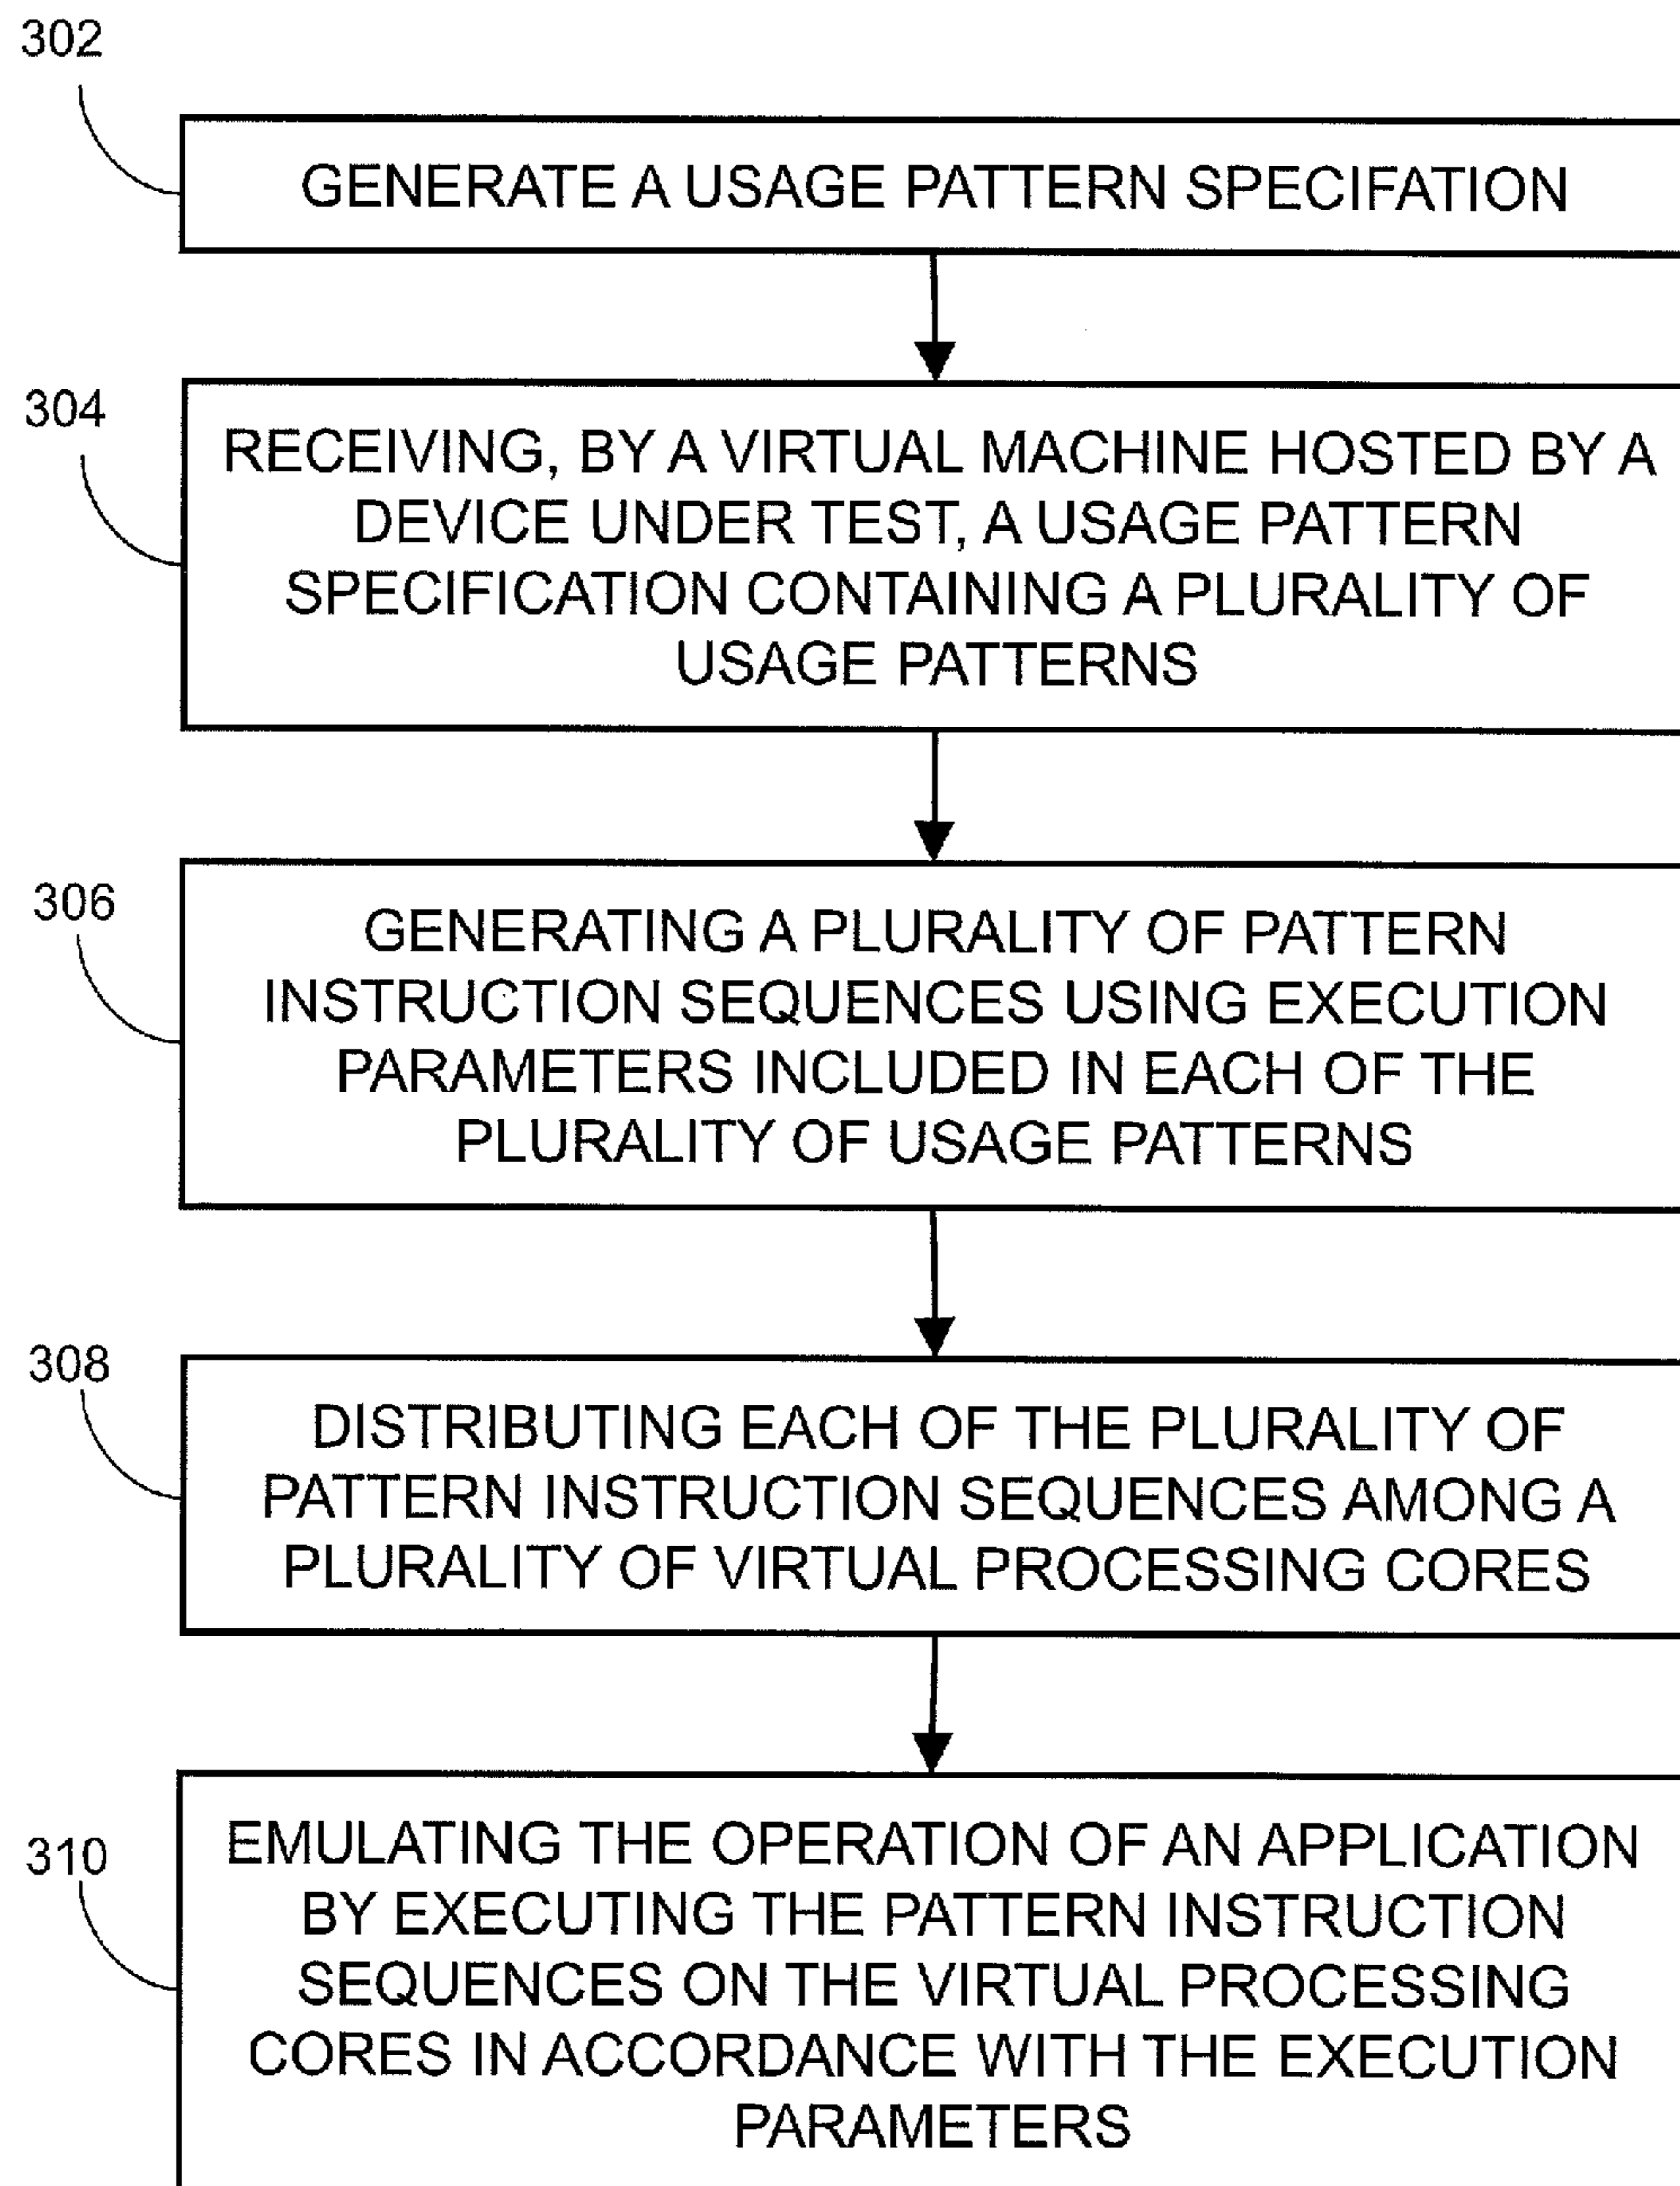 302
GENERATE A USAGE PATTERN SPECIFATION
304
RECEIVING, BY A VIRTUAL MACHINE HOSTED BY A
DEVICE UNDER TEST, A USAGE PATTERN
SPECIFICATION CONTAINING A PLURALITY OF
USAGE PATTERNS
306
GENERATING A PLURALITY OF PATTERN
INSTRUCTION SEQUENCES USING EXECUTION
PARAMETERS INCLUDED IN EACH OF THE
PLURALITY OF USAGE PATTERNS
308
DISTRIBUTING EACH OF THE PLURALITY OF
PATTERN INSTRUCTION SEQUENCES AMONG A
PLURALITY OF VIRTUAL PROCESSING CORES
310
EMULATING THE OPERATION OF AN APPLICATION
BY EXECUTING THE PATTERN INSTRUCTION
SEQUENCES ON THE VIRTUAL PROCESSING
CORES IN ACCORDANCE WITH THE EXECUTION
PARAMETERS